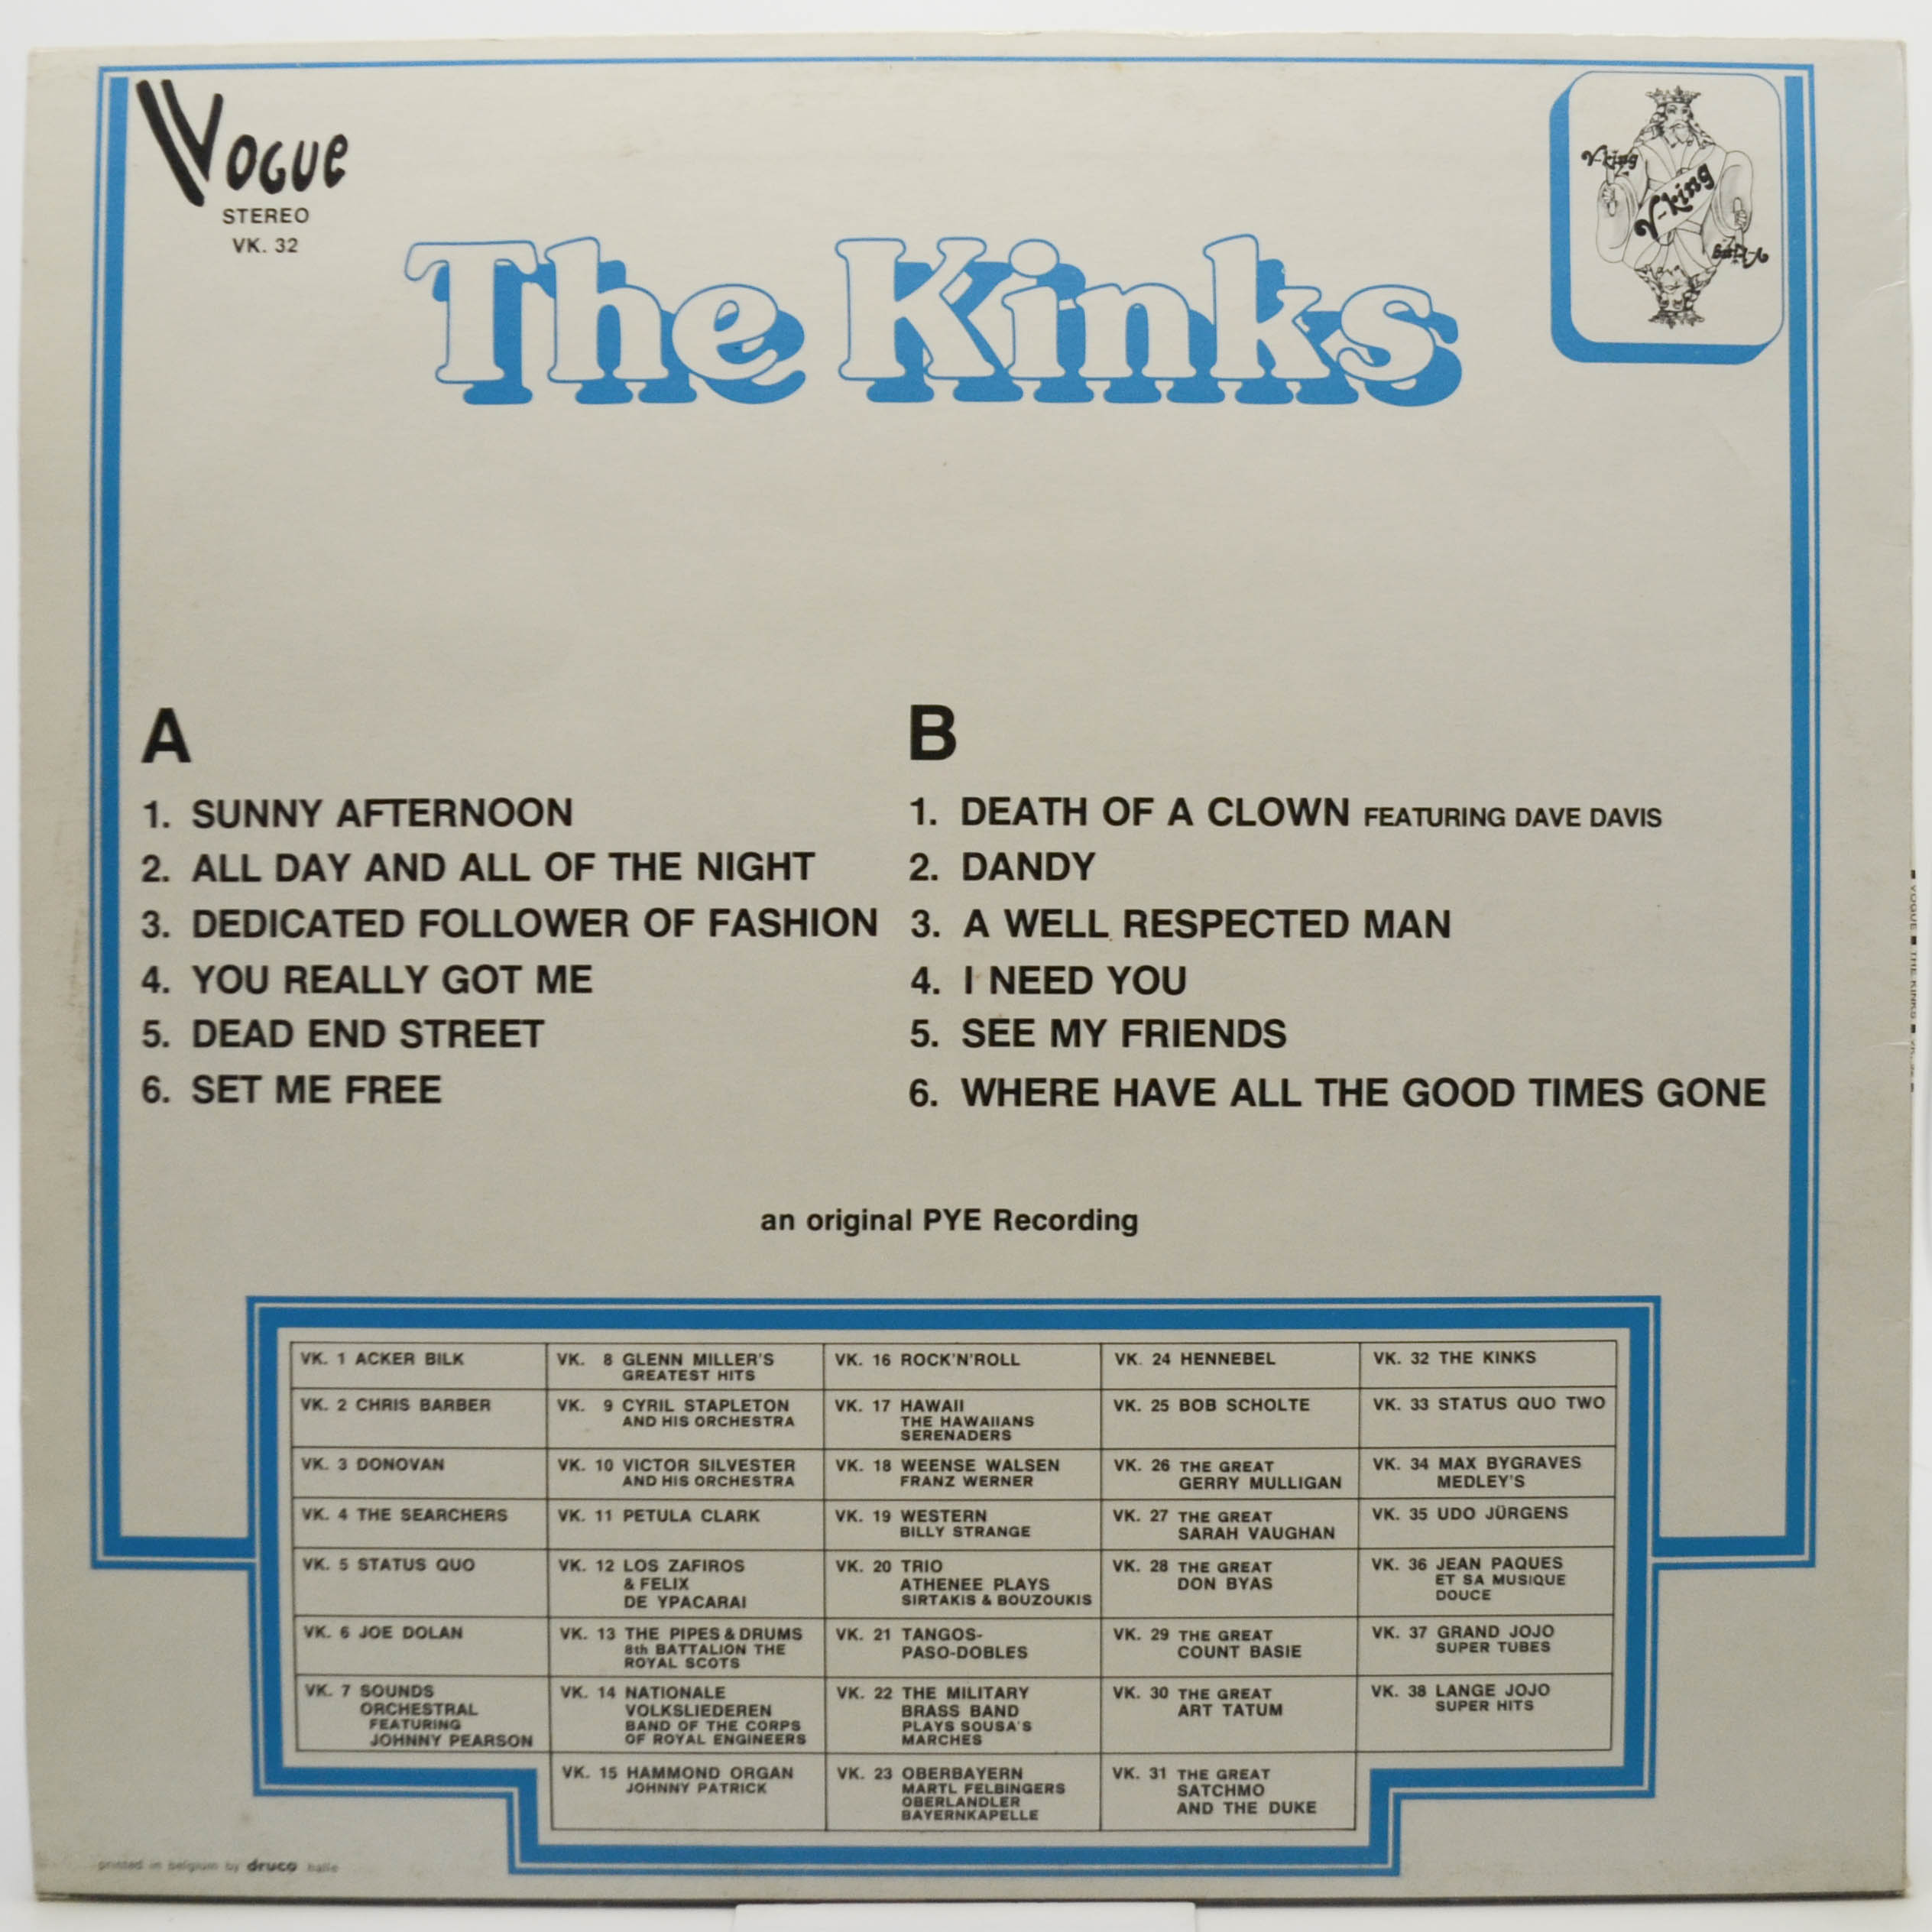 VOGUE
STEREO
VK. 32
V-king
V-king
V-king
The Kinks
A
1. SUNNY AFTERNOON
2. ALL DAY AND ALL OF THE NIGHT
3. DEDICATED FOLLOWER OF FASHION
4. YOU REALLY GOT ME
5. DEAD END STREET
6. SET ME FREE
B
1. DEATH OF A CLOWN FEATURING DAVE DAVIS
2. DANDY
3. A WELL RESPECTED MAN
4. I NEED YOU
5. SEE MY FRIENDS
6. WHERE HAVE ALL THE GOOD TIMES GONE
an original PYE Recording
VK. 1 ACKER BILK
VK. 2 CHRIS BARBER
VK. 3 DONOVAN
VK. 4 THE SEARCHERS
VK. 5 STATUS QUO
VK. 6 JOE DOLAN
VK. 7 SOUNDS
ORCHESTRAL
FEATURING
JOHNNY PEARSON
VK. 8 GLENN MILLER'S
GREATEST HITS
VK. 9 CYRIL STAPLETON
AND HIS ORCHESTRA
VK. 10 VICTOR SILVESTER
AND HIS ORCHESTRA
VK. 11 PETULA CLARK
VK. 12 LOS ZAFIROS
& FELIX
DE YPACARAI
VK. 13 THE PIPES & DRUMS
8th BATTALION THE
ROYAL SCOTS
VK. 14 NATIONALE
VOLKSLIEDEREN
BAND OF THE CORPS
OF ROYAL ENGINEERS
VK. 15 HAMMOND ORGAN
JOHNNY PATRICK
VK. 16 ROCK'N'ROLL
VK. 17 HAWAII
THE HAWAIIANS
SERENADERS
VK. 18 WEENSE WALSEN
FRANZ WERNER
VK. 19 WESTERN
BILLY STRANGE
VK. 20 TRIO
ATHENEE PLAYS
SIRTAKIS & BOUZOUKIS
VK. 21 TANGOS-
PASO-DOBLES
VK. 22 THE MILITARY
BRASS BAND
PLAYS SOUSA'S
MARCHES
VK. 23 OBERBAYERN
MARTL FELBINGERS
OBERLANDLER
BAYERNKAPELLE
VK. 24 HENNEBEL
VK. 25 BOB SCHOLTE
VK. 26 THE GREAT
GERRY MULLIGAN
VK. 27 THE GREAT
SARAH VAUGHAN
VK. 28 THE GREAT
DON BYAS
VK. 29 THE GREAT
COUNT BASIE
VK. 30 THE GREAT
ART TATUM
VK. 31 THE GREAT
SATCHMO
AND THE DUKE
VK. 32 THE KINKS
VK. 33 STATUS QUO TWO
VK. 34 MAX BYGRAVES
MEDLEY'S
VK. 35 UDO JÜRGENS
VK. 36 JEAN PAQUES
ET SA MUSIQUE
DOUCE
VK. 37 GRAND JOJO
SUPER TUBES
VK. 38 LANGE JOJO
SUPER HITS
printed in belgium by druco halle